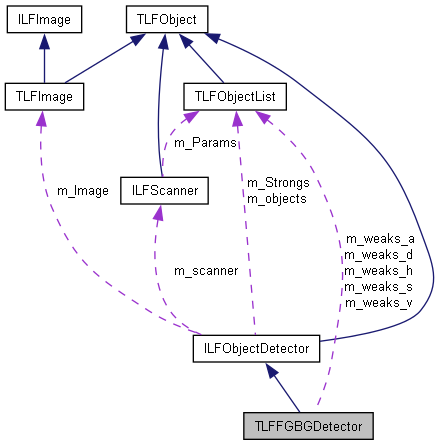 ILFImage
TLFObject
TLFImage
TLFObjectList
m_Params
m_Image
ILFScanner
m_Strongs
m_objects
m_scanner
m_weaks_a
m_weaks_d
m_weaks_h
m_weaks_s
m_weaks_v
ILFObjectDetector
TLFFGBGDetector